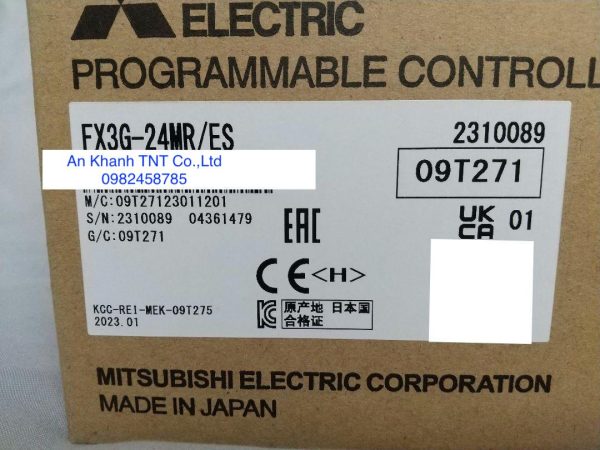 ELECTRIC
PROGRAMMABLE CONTROLL
FX3G-24MR/ES
2310089
An Khanh TNT Co.,Ltd
0982458785
09T271
M/C:09T27123011201
S/N:2310089 04361479
G/C:09T271
EAC
UK
CA
01
CE <H>
KCC-REI-MEK-09T275
2023.01
原产地 日本国
合格证
MITSUBISHI ELECTRIC CORPORATION
MADE IN JAPAN